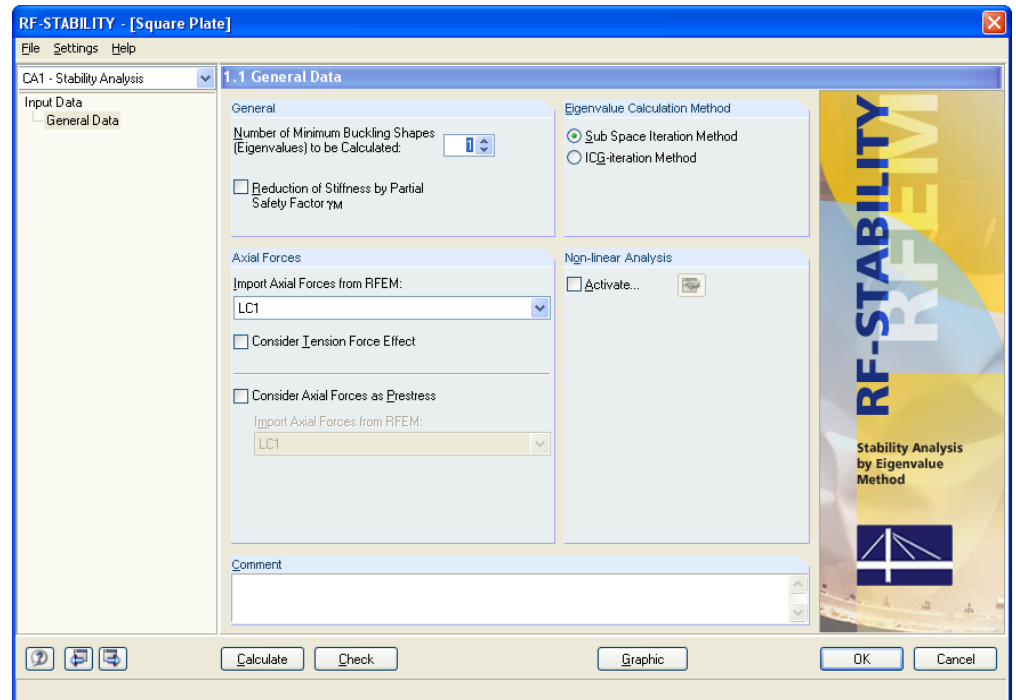 RF-STABILITY - [Square Plate]
File Settings Help
CA1 - Stability Analysis
1.1 General Data
Input Data
General Data
General
Number of Minimum Buckling Shapes
(Eigenvalues) to be Calculated:
1
Reduction of Stiffness by Partial
Safety Factor γM
Eigenvalue Calculation Method
Sub Space Iteration Method
ICG-iteration Method
Axial Forces
Import Axial Forces from RFEM:
LC1
Consider Tension Force Effect
Consider Axial Forces as Prestress
Import Axial Forces from RFEM:
LC1
Non-linear Analysis
Activate...
Comment
RF-STABILITY
RFEM
Stability Analysis
by Eigenvalue
Method
Calculate
Check
Graphic
OK
Cancel